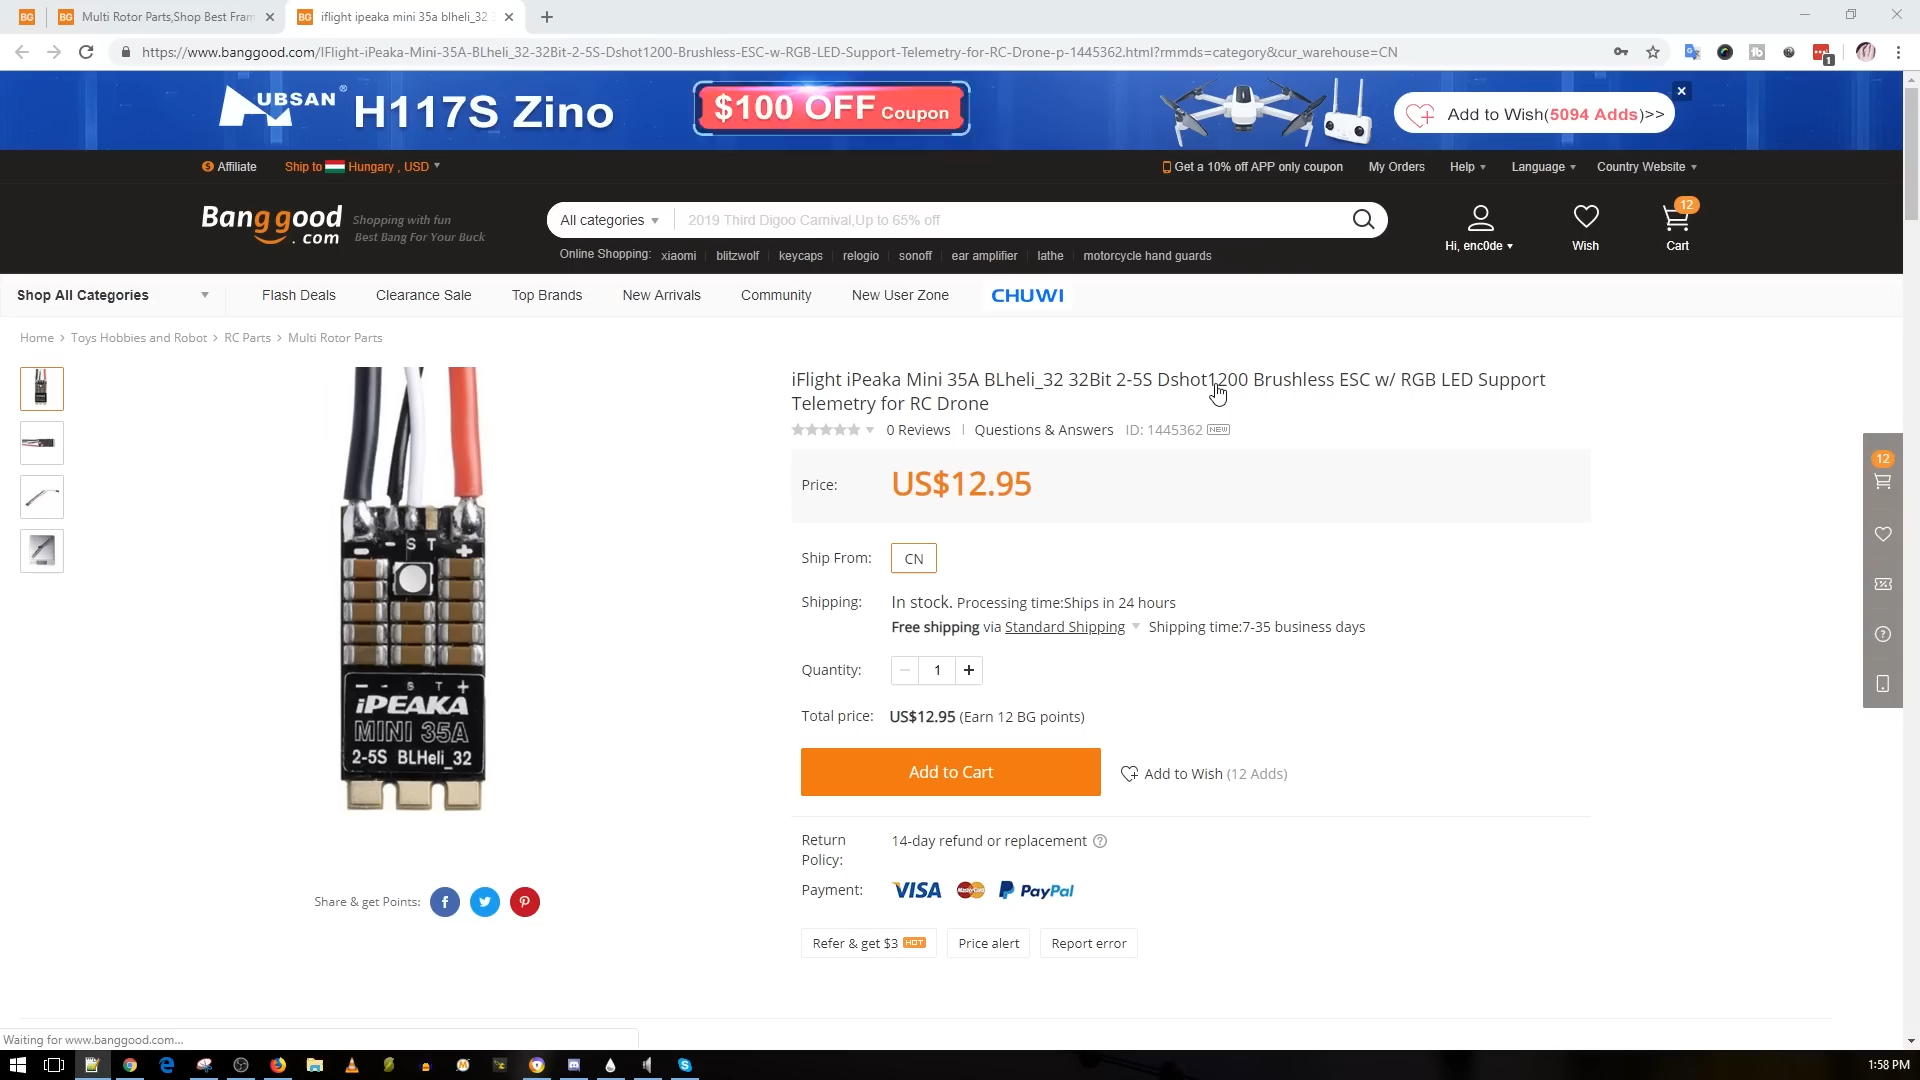 BG
BG Multi Rotor Parts,Shop Best Fram
BG iflight ipeaka mini 35a blheli_32 3
https://www.banggood.com/IFlight-iPeaka-Mini-35A-BLheli_32-32Bit-2-5S-Dshot1200-Brushless-ESC-w-RGB-LED-Support-Telemetry-for-RC-Drone-p-1445362.html?rmmds=category&cur_warehouse=CN
fb
1
HUBSAN ® H117S Zino
$100 OFF Coupon
Add to Wish(5094 Adds)>>
Affiliate
Ship to Hungary , USD
Get a 10% off APP only coupon
My Orders
Help
Language
Country Website
Banggood.com
Shopping with fun
Best Bang For Your Buck
All categories
2019 Third Digoo Carnival,Up to 65% off
12
Online Shopping: xiaomi blitzwolf keycaps relogio sonoff ear amplifier lathe motorcycle hand guards
Hi, enc0de
Wish
Cart
Shop All Categories
Flash Deals
Clearance Sale
Top Brands
New Arrivals
Community
New User Zone
CHUWI
Home > Toys Hobbies and Robot > RC Parts > Multi Rotor Parts
iFlight iPeaka Mini 35A BLheli_32 32Bit 2-5S Dshot1200 Brushless ESC w/ RGB LED Support
Telemetry for RC Drone
0 Reviews | Questions & Answers ID: 1445362 NEW
Price: US$12.95
Ship From: CN
Shipping: In stock. Processing time:Ships in 24 hours
Free shipping via Standard Shipping Shipping time:7-35 business days
Quantity: − 1 +
Total price: US$12.95 (Earn 12 BG points)
Add to Cart
Add to Wish (12 Adds)
Return
Policy:
14-day refund or replacement ?
Payment: VISA MasterCard PayPal
Refer & get $3 HOT
Price alert
Report error
- - S T +
- - S T +
iPEAKA
MINI 35A
2-5S BLHeli_32
Share & get Points:
12
Waiting for www.banggood.com...
1:58 PM